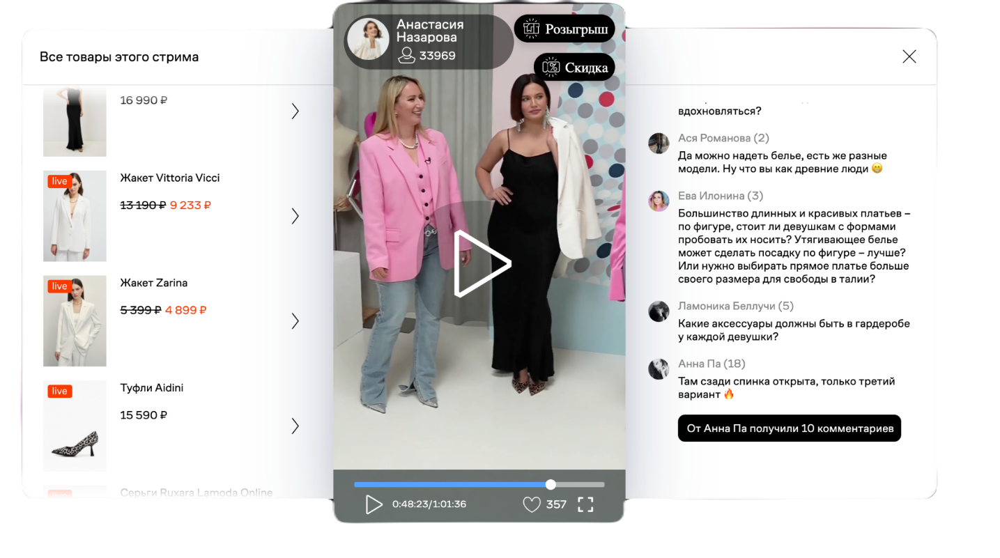 Все товары этого стрима
16 990 ₽
live
Жакет Vittoria Vicci
13 190 ₽ 9 233 ₽
live
Жакет Zarina
5 399 ₽ 4 899 ₽
live
Туфли Aidini
15 590 ₽
Серьги Ruxara Lamoda Online
Анастасия
Назарова
33969
Розыгрыш
Скидка
0:48:23/1:01:36
357
вдохновляться?
Ася Романова (2)
Да можно надеть белье, есть же разные
модели. Ну что вы как древние люди 😁
Ева Илонина (3)
Большинство длинных и красивых платьев –
по фигуре, стоит ли девушкам с формами
пробовать их носить? Утягивающее белье
может сделать посадку по фигуре – лучше?
Или нужно выбирать прямое платье больше
своего размера для свободы в талии?
Ламоника Беллучи (5)
Какие аксессуары должны быть в гардеробе
у каждой девушки?
Анна Па (18)
Там сзади спинка открыта, только третий
вариант 🔥
От Анна Па получили 10 комментариев